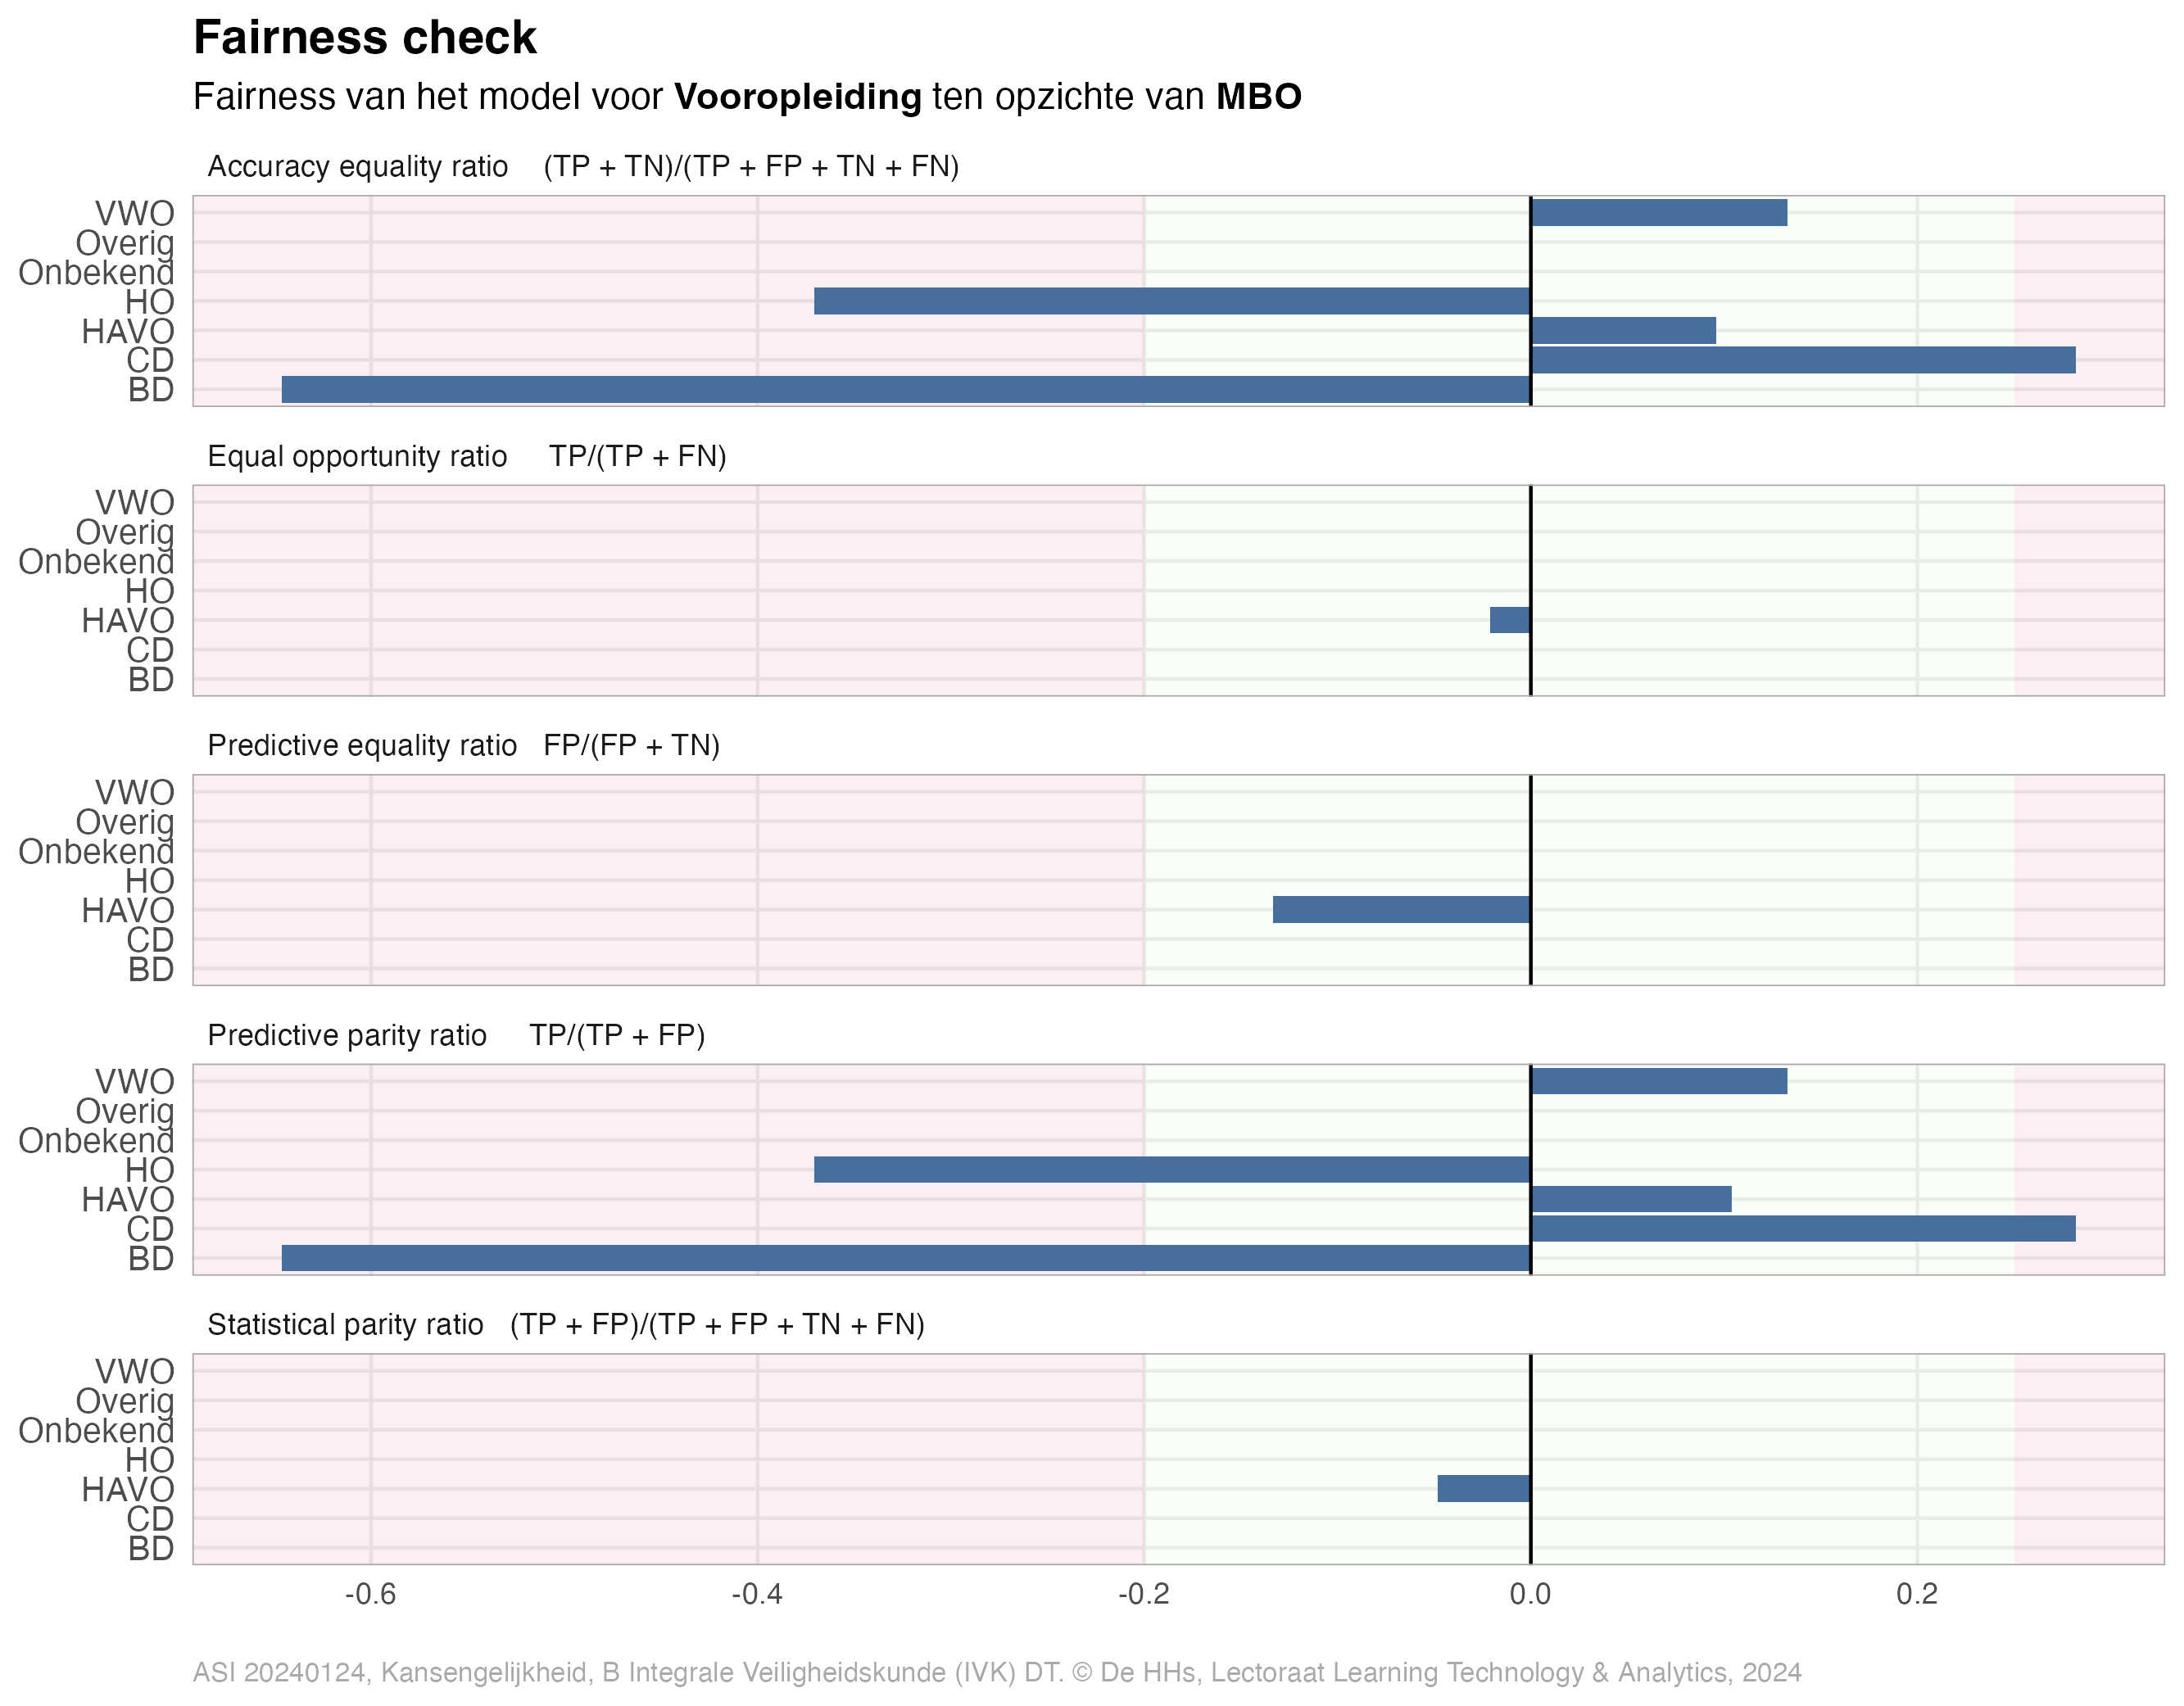 Fairness check
Fairness van het model voor Vooropleiding ten opzichte van MBO
Accuracy equality ratio (TP + TN)/(TP + FP + TN + FN)
VWO
Overig
Onbekend
HO
HAVO
CD
BD
Equal opportunity ratio TP/(TP + FN)
VWO
Overig
Onbekend
HO
HAVO
CD
BD
Predictive equality ratio FP/(FP + TN)
VWO
Overig
Onbekend
HO
HAVO
CD
BD
Predictive parity ratio TP/(TP + FP)
VWO
Overig
Onbekend
HO
HAVO
CD
BD
Statistical parity ratio (TP + FP)/(TP + FP + TN + FN)
VWO
Overig
Onbekend
HO
HAVO
CD
BD
-0.6 -0.4 -0.2 0.0 0.2
ASI 20240124, Kansengelijkheid, B Integrale Veiligheidskunde (IVK) DT. © De HHs, Lectoraat Learning Technology & Analytics, 2024